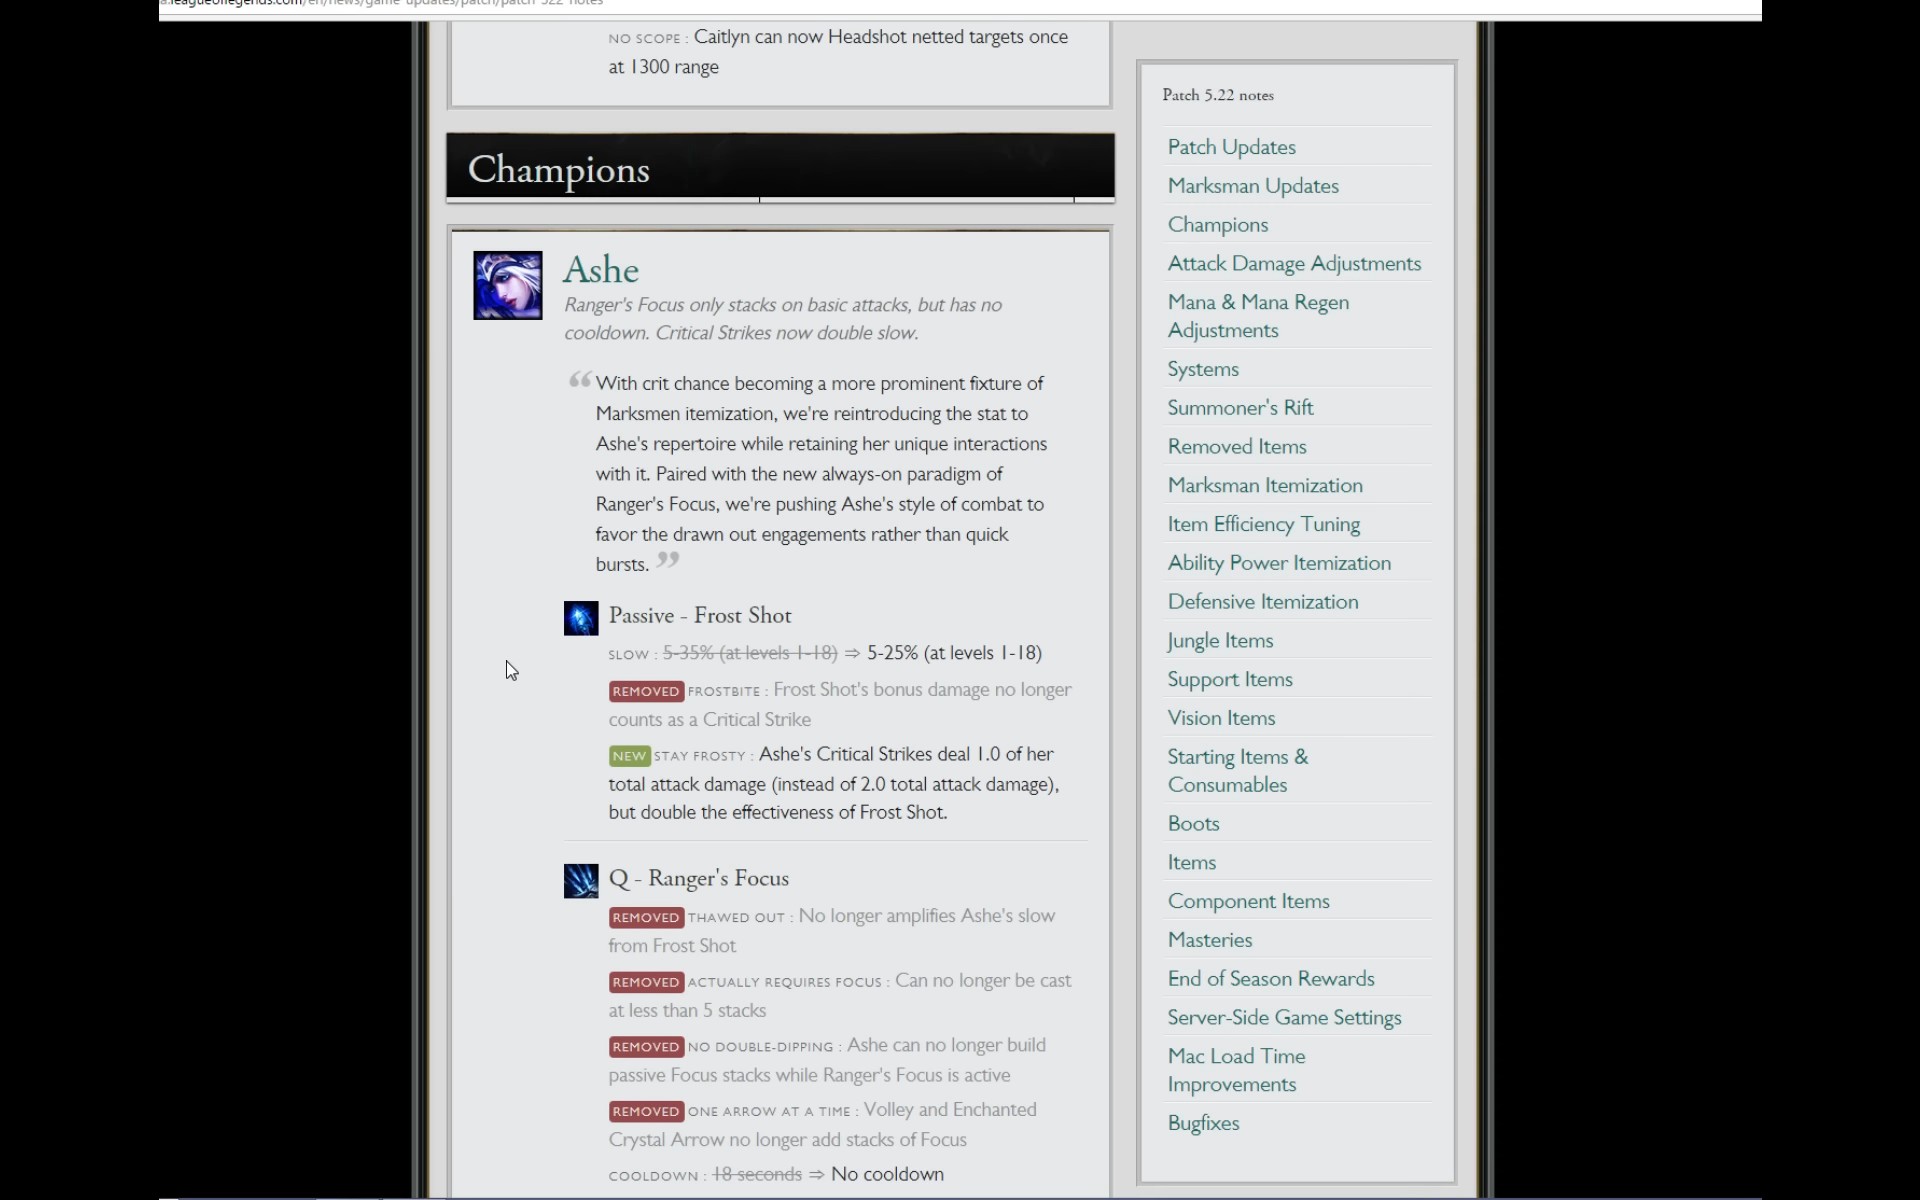 a.leagueoflegends.com/en/news/game-updates/patch/patch-522-notes
NO SCOPE : Caitlyn can now Headshot netted targets once
at 1300 range
Champions
Ashe
Ranger's Focus only stacks on basic attacks, but has no
cooldown. Critical Strikes now double slow.
“With crit chance becoming a more prominent fixture of
Marksmen itemization, we're reintroducing the stat to
Ashe's repertoire while retaining her unique interactions
with it. Paired with the new always-on paradigm of
Ranger's Focus, we're pushing Ashe's style of combat to
favor the drawn out engagements rather than quick
bursts. ”
Passive - Frost Shot
SLOW : 5-35% (at levels 1-18) ⇒ 5-25% (at levels 1-18)
REMOVED FROSTBITE : Frost Shot's bonus damage no longer
counts as a Critical Strike
NEW STAY FROSTY : Ashe's Critical Strikes deal 1.0 of her
total attack damage (instead of 2.0 total attack damage),
but double the effectiveness of Frost Shot.
Q - Ranger's Focus
REMOVED THAWED OUT : No longer amplifies Ashe's slow
from Frost Shot
REMOVED ACTUALLY REQUIRES FOCUS : Can no longer be cast
at less than 5 stacks
REMOVED NO DOUBLE-DIPPING : Ashe can no longer build
passive Focus stacks while Ranger's Focus is active
REMOVED ONE ARROW AT A TIME : Volley and Enchanted
Crystal Arrow no longer add stacks of Focus
COOLDOWN : 18 seconds ⇒ No cooldown
Patch 5.22 notes
Patch Updates
Marksman Updates
Champions
Attack Damage Adjustments
Mana & Mana Regen
Adjustments
Systems
Summoner's Rift
Removed Items
Marksman Itemization
Item Efficiency Tuning
Ability Power Itemization
Defensive Itemization
Jungle Items
Support Items
Vision Items
Starting Items &
Consumables
Boots
Items
Component Items
Masteries
End of Season Rewards
Server-Side Game Settings
Mac Load Time
Improvements
Bugfixes